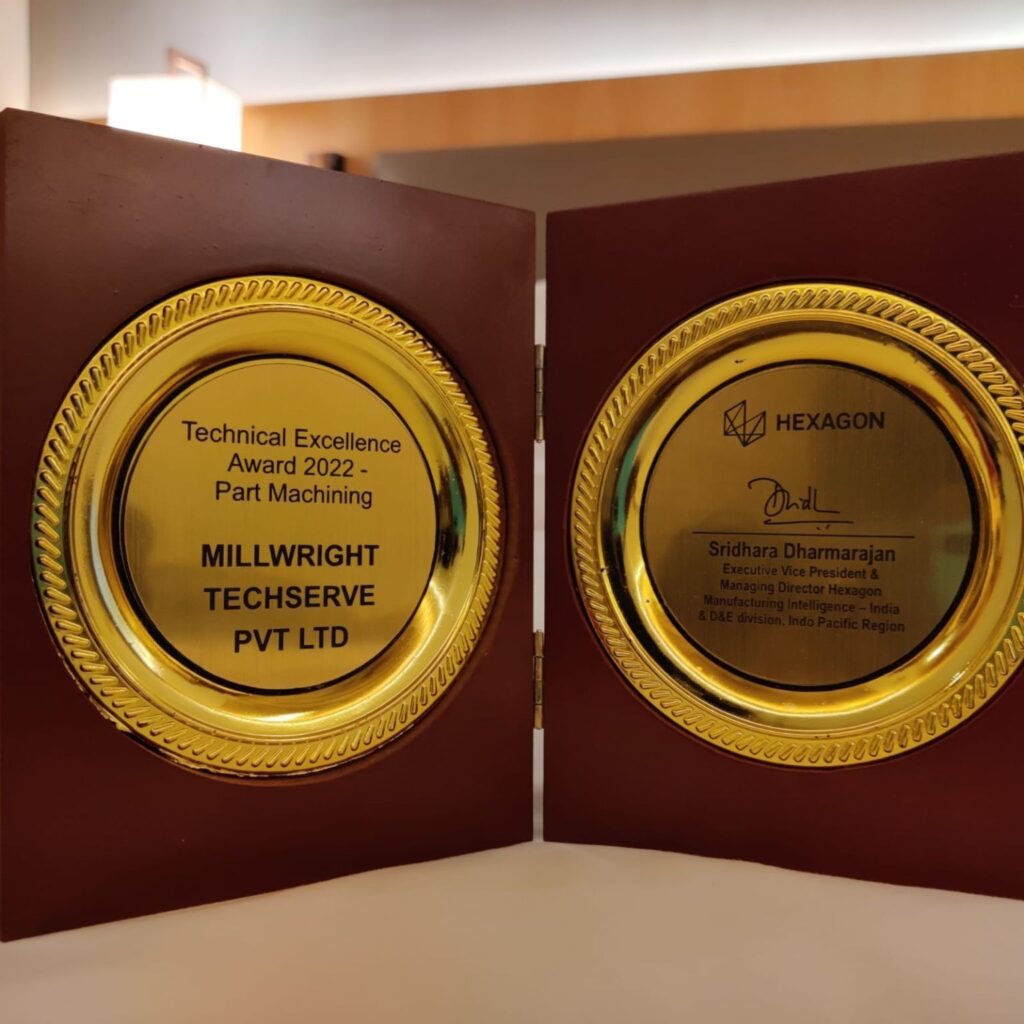 Technical Excellence
Award 2022 -
Part Machining
MILLWRIGHT
TECHSERVE
PVT LTD
HEXAGON
Sridhara Dharmarajan
Executive Vice President &
Managing Director Hexagon
Manufacturing Intelligence – India
& D&E division, Indo Pacific Region